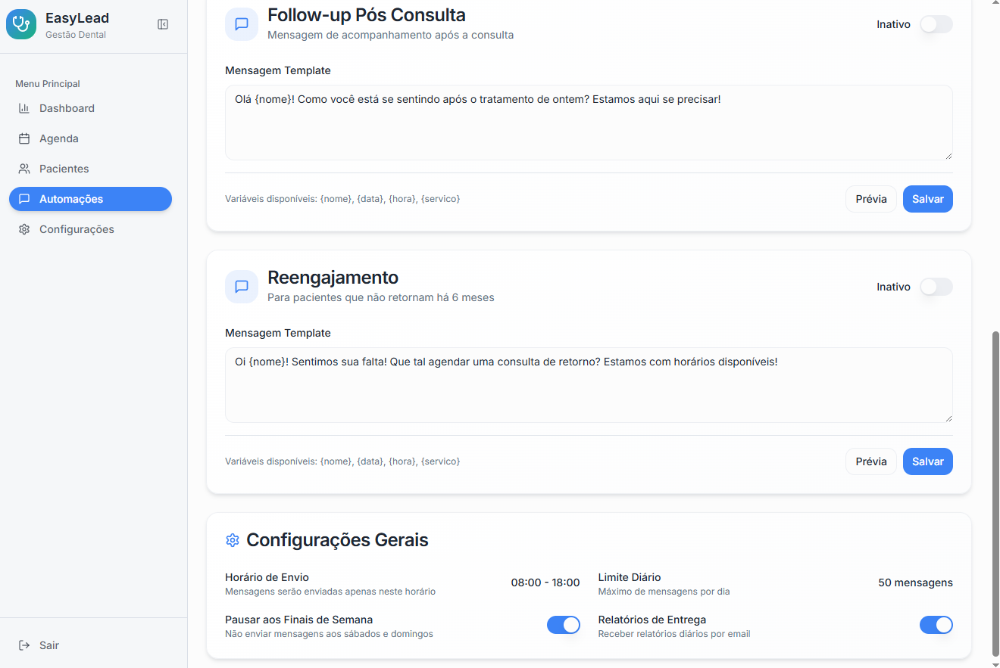 EasyLead
Gestão Dental
Menu Principal
Dashboard
Agenda
Pacientes
Automações
Configurações
Sair
Follow-up Pós Consulta
Mensagem de acompanhamento após a consulta
Inativo
Mensagem Template
Olá {nome}! Como você está se sentindo após o tratamento de ontem? Estamos aqui se precisar!
Variáveis disponíveis: {nome}, {data}, {hora}, {servico}
Prévia
Salvar
Reengajamento
Para pacientes que não retornam há 6 meses
Inativo
Mensagem Template
Oi {nome}! Sentimos sua falta! Que tal agendar uma consulta de retorno? Estamos com horários disponíveis!
Variáveis disponíveis: {nome}, {data}, {hora}, {servico}
Prévia
Salvar
Configurações Gerais
Horário de Envio
Mensagens serão enviadas apenas neste horário
08:00 - 18:00
Limite Diário
Máximo de mensagens por dia
50 mensagens
Pausar aos Finais de Semana
Não enviar mensagens aos sábados e domingos
Relatórios de Entrega
Receber relatórios diários por email